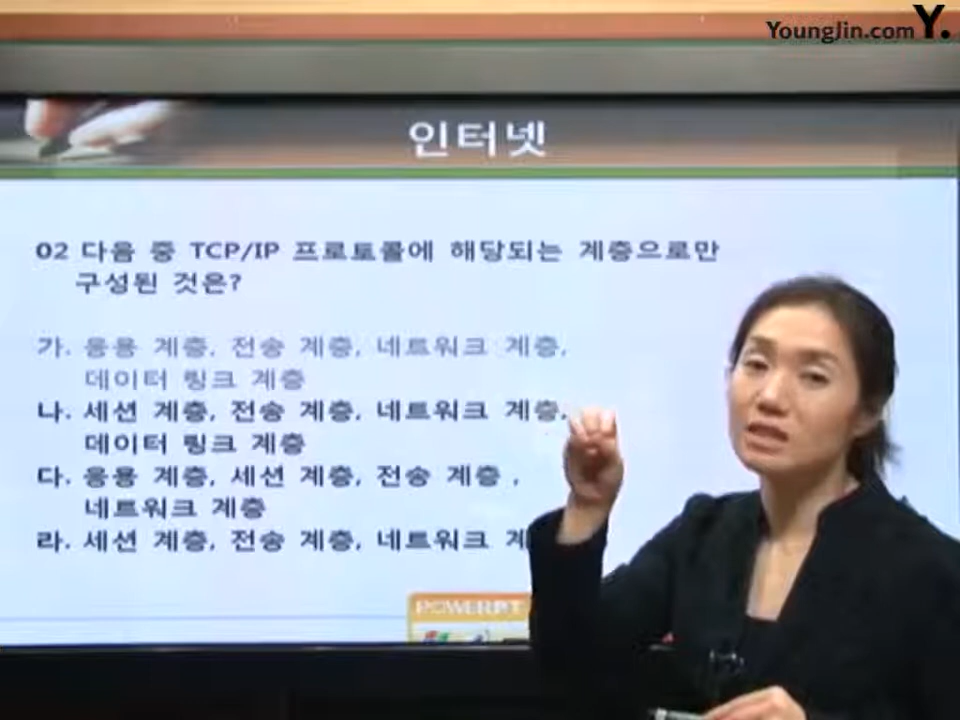 YoungJin.com Y.
인터넷
02 다음 중 TCP/IP 프로토콜에 해당되는 계층으로만
구성된 것은?
가. 응용 계층, 전송 계층, 네트워크 계층,
데이터 링크 계층
나. 세션 계층, 전송 계층, 네트워크 계층,
데이터 링크 계층
다. 응용 계층, 세션 계층, 전송 계층 ,
네트워크 계층
라. 세션 계층, 전송 계층, 네트워크 계
POWERPT